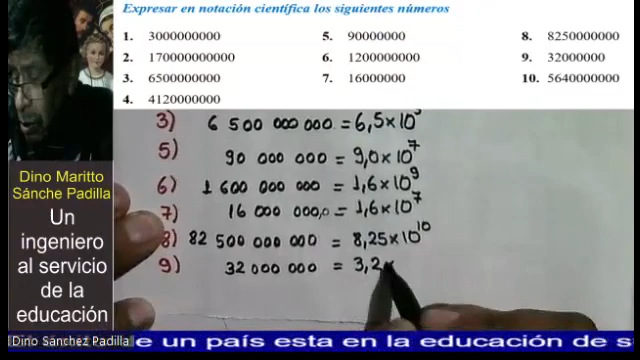 Expresar en notación científica los siguientes números
1. 3000000000
5. 90000000
8. 8250000000
2. 170000000000
6. 1200000000
9. 32000000
3. 6500000000
7. 16000000
10. 5640000000
4. 4120000000
3) 6 500 000 000 = 6,5×10⁹
5) 90 000 000 = 9,0×10⁷
6) 1 600 000 000 = 1,6×10⁹
7) 16 000 000,0 = 1,6×10⁷
8) 82 500 000 000 = 8,25×10¹⁰
9) 32 000 000 = 3,2×
Dino Maritto
Sánche Padilla
Un
ingeniero
al servicio
de la
educación
Dino Sánchez Padilla
e un país esta en la educación de s